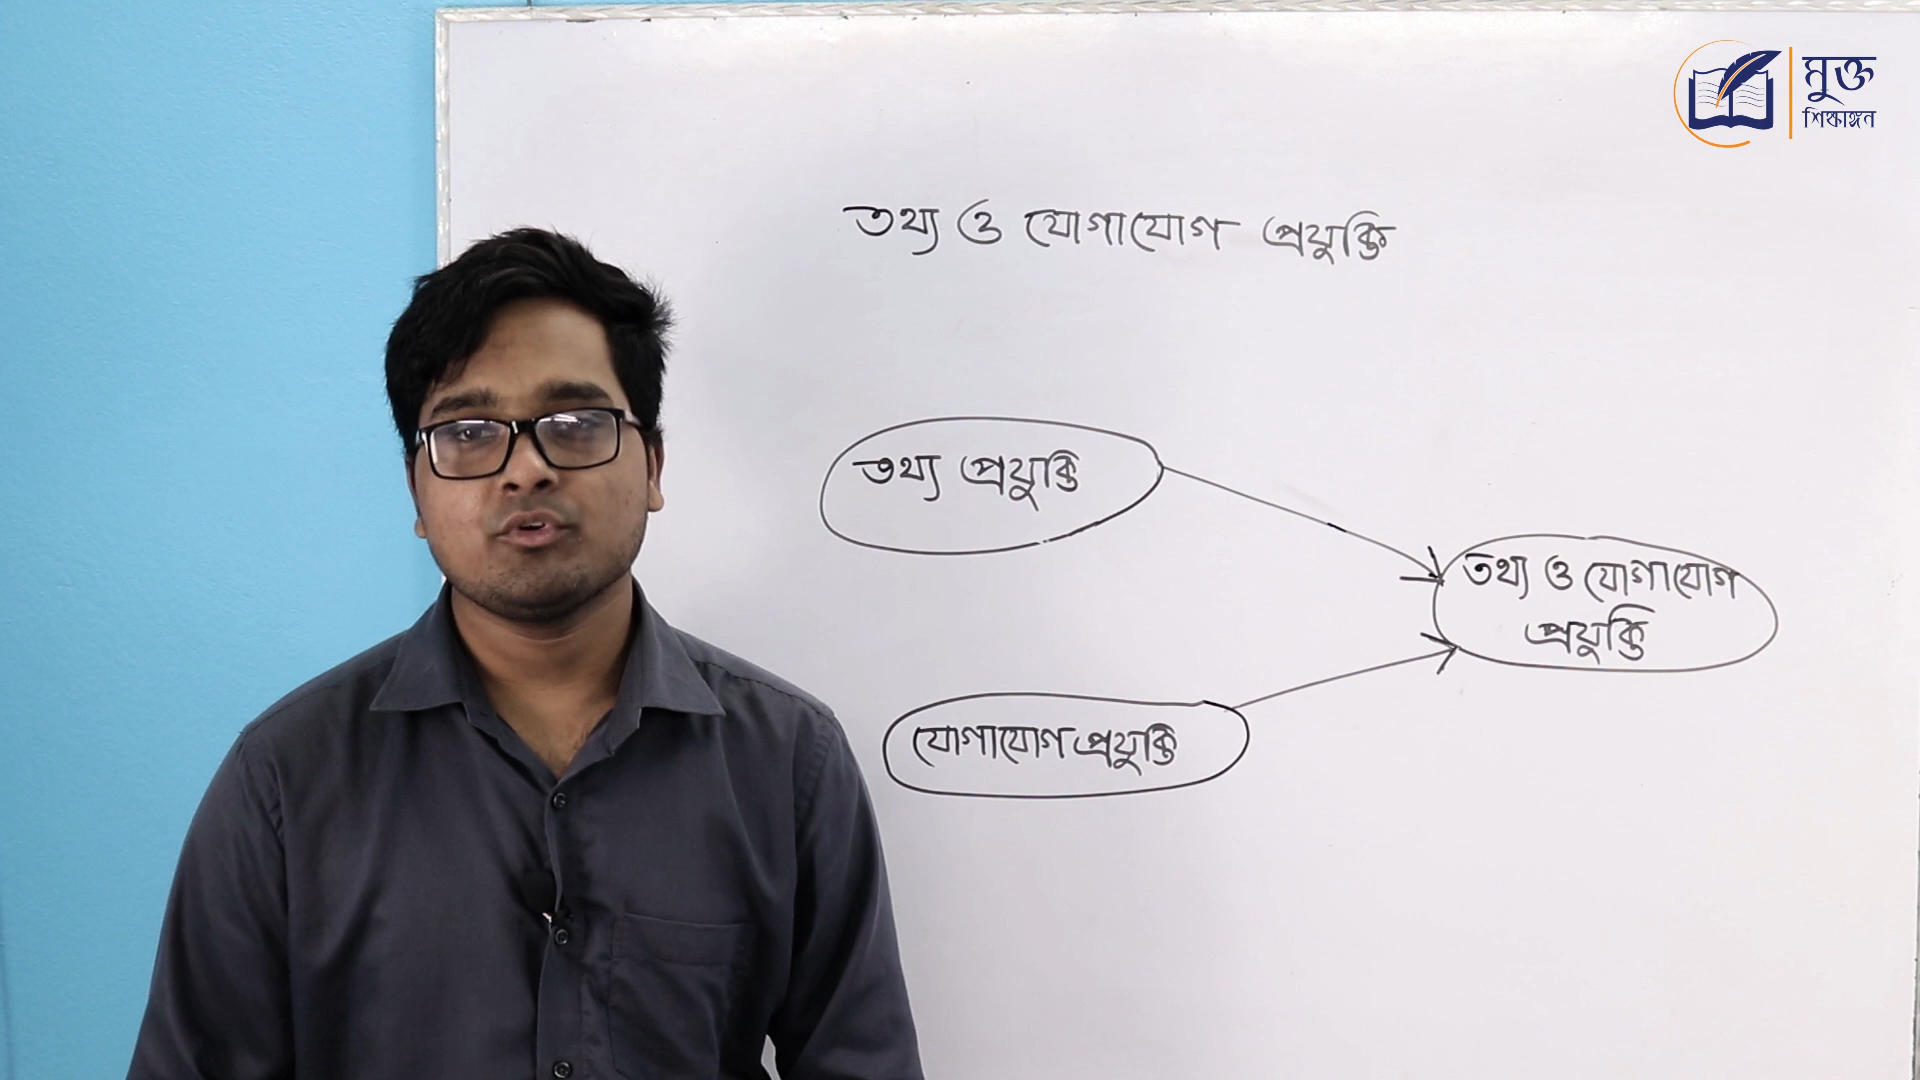 মুক্ত
শিক্ষাঙ্গন
তথ্য ও যোগাযোগ প্রযুক্তি
তথ্য প্রযুক্তি
তথ্য ও যোগাযোগ
প্রযুক্তি
যোগাযোগ প্রযুক্তি